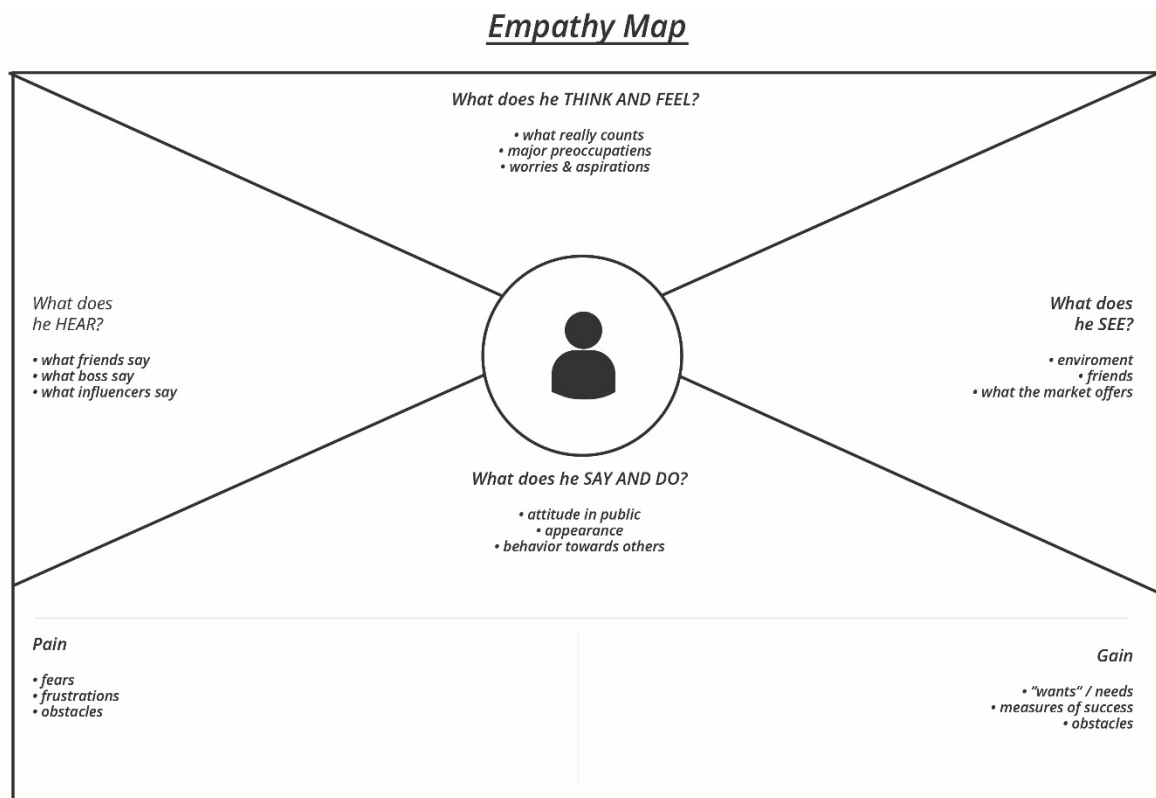 Empathy Map
What does he THINK AND FEEL?
• what really counts
• major preoccupatiens
• worries & aspirations
What does
he HEAR?
• what friends say
• what boss say
• what influencers say
What does
he SEE?
• enviroment
• friends
• what the market offers
What does he SAY AND DO?
• attitude in public
• appearance
• behavior towards others
Pain
• fears
• frustrations
• obstacles
Gain
• “wants” / needs
• measures of success
• obstacles